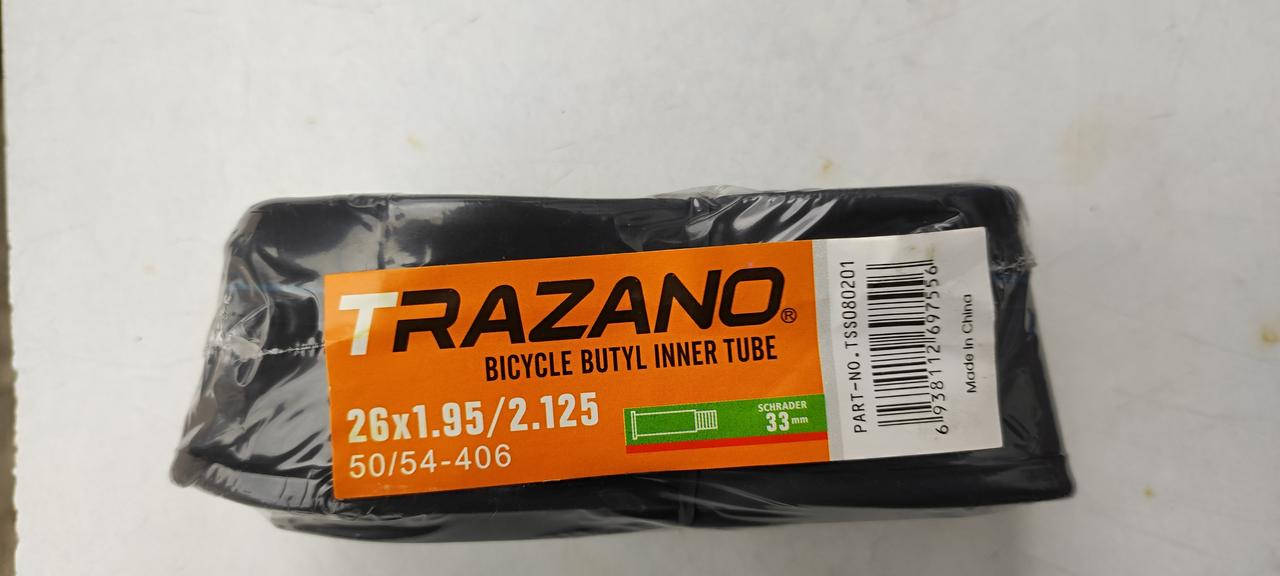 TRAZANO®
BICYCLE BUTYL INNER TUBE
26x1.95/2.125
50/54-406
SCHRADER
33mm
PART-NO.TSS080201
6938112697556
Made In China